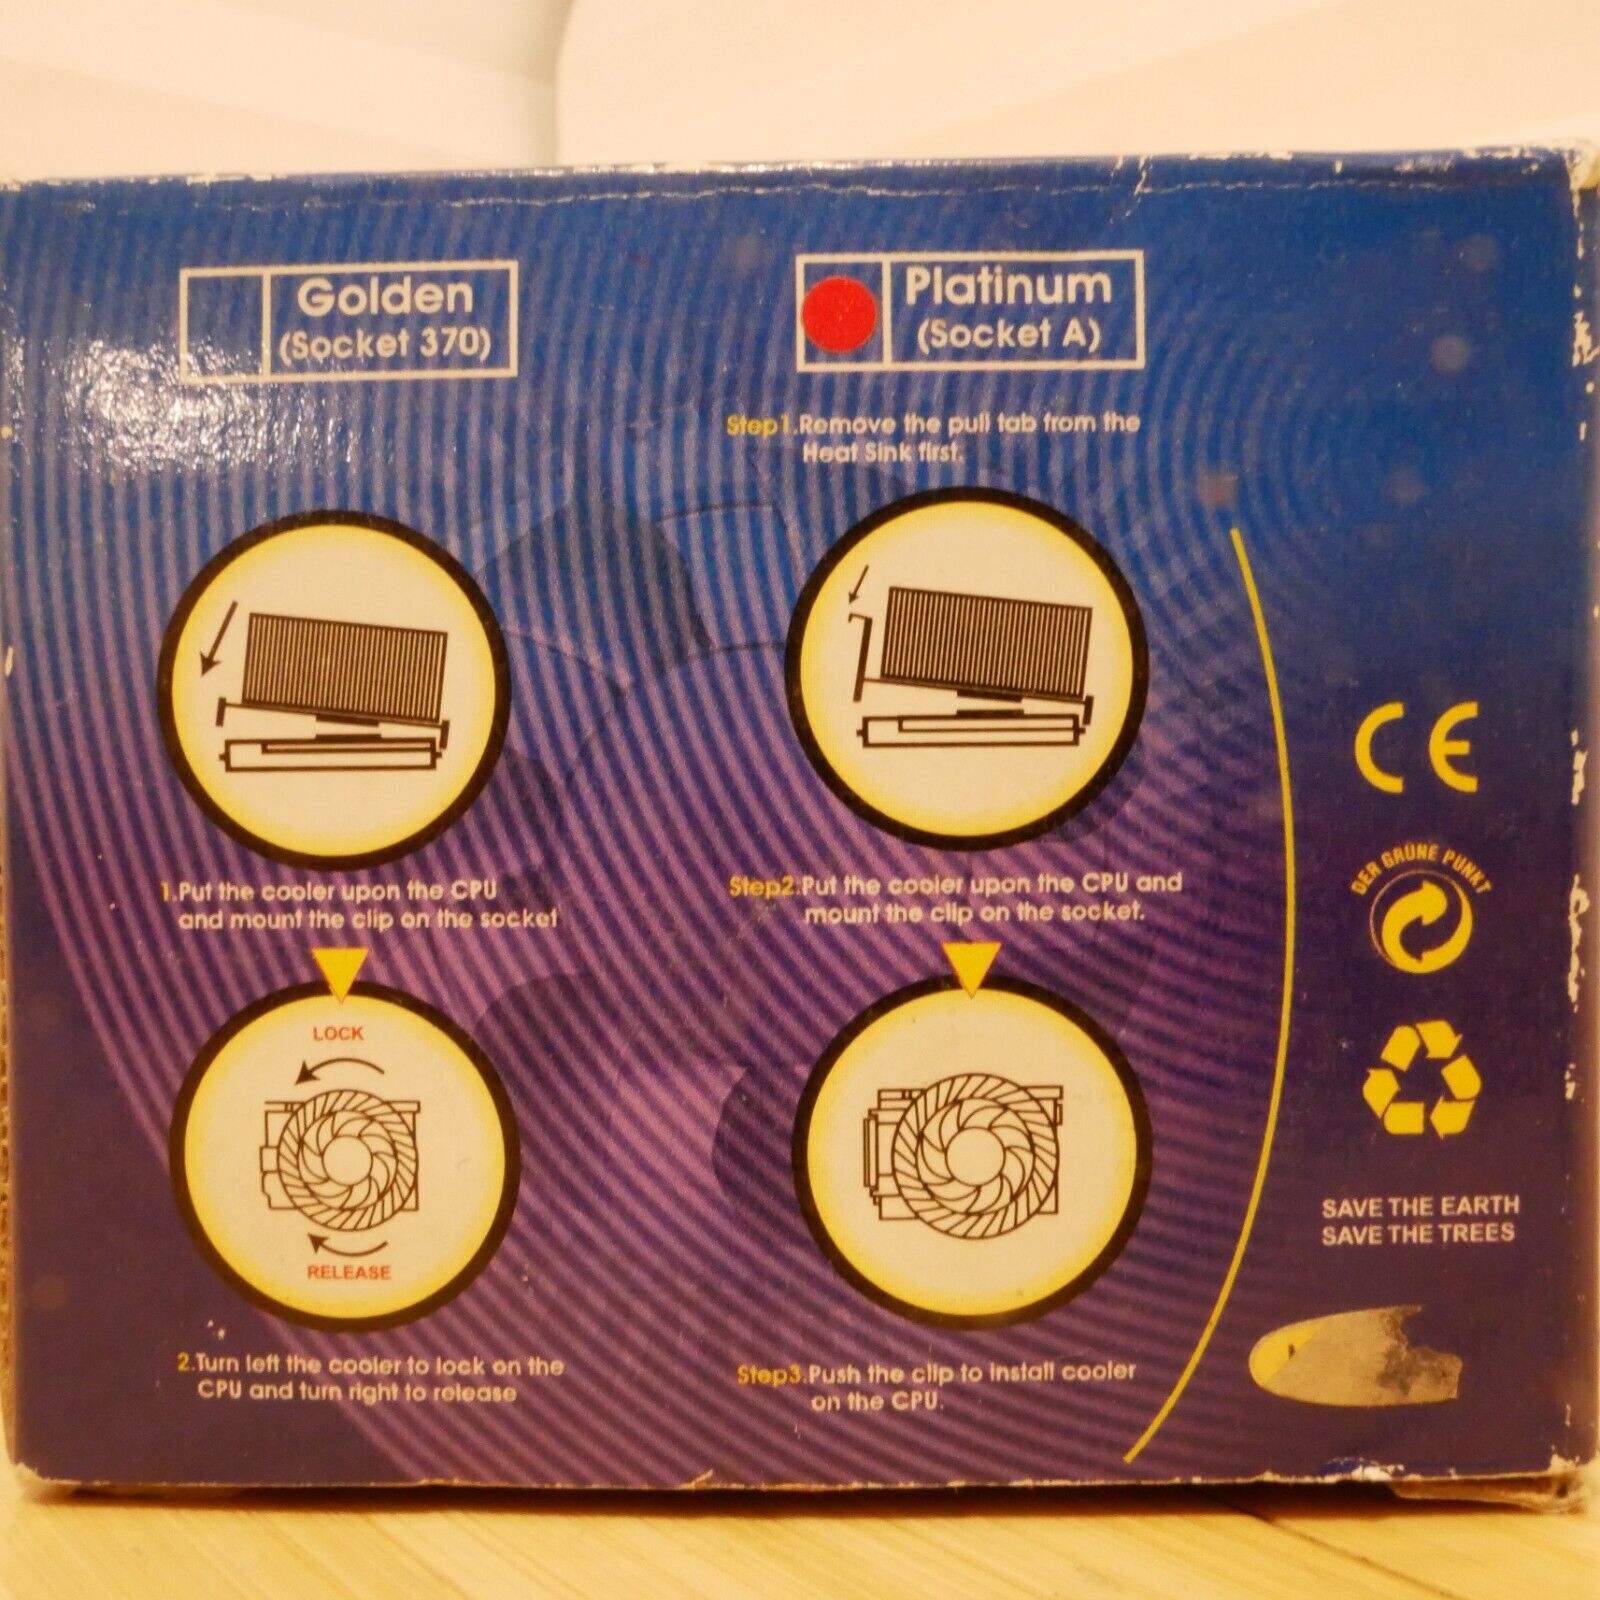 Golden
(Socket 370)
Platinum
(Socket A)
Step1.Remove the pull tab from the
Heat Sink first.
1.Put the cooler upon the CPU
and mount the clip on the socket
Step2.Put the cooler upon the CPU and
mount the clip on the socket.
LOCK
RELEASE
2.Turn left the cooler to lock on the
CPU and turn right to release
Step3.Push the clip to install cooler
on the CPU.
CE
DER GRÜNE PUNKT
SAVE THE EARTH
SAVE THE TREES